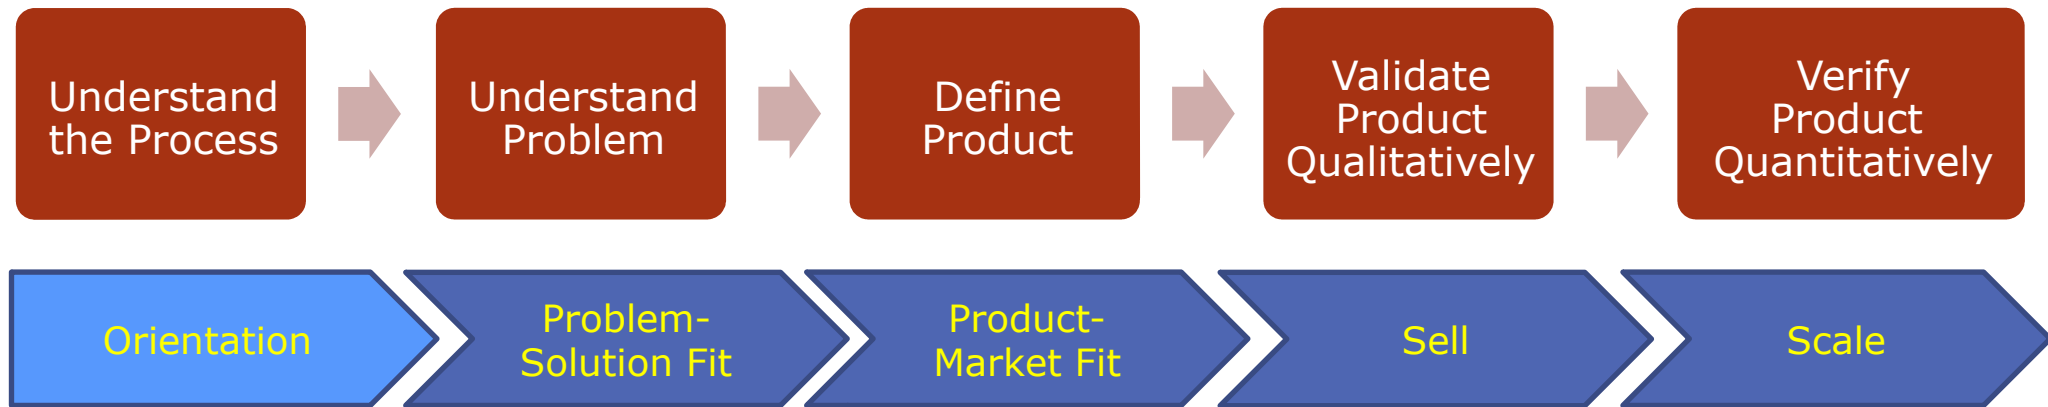 Understand
the Process
Understand
Problem
Define
Product
Validate
Product
Qualitatively
Verify
Product
Quantitatively
Orientation
Problem-
Solution Fit
Product-
Market Fit
Sell
Scale